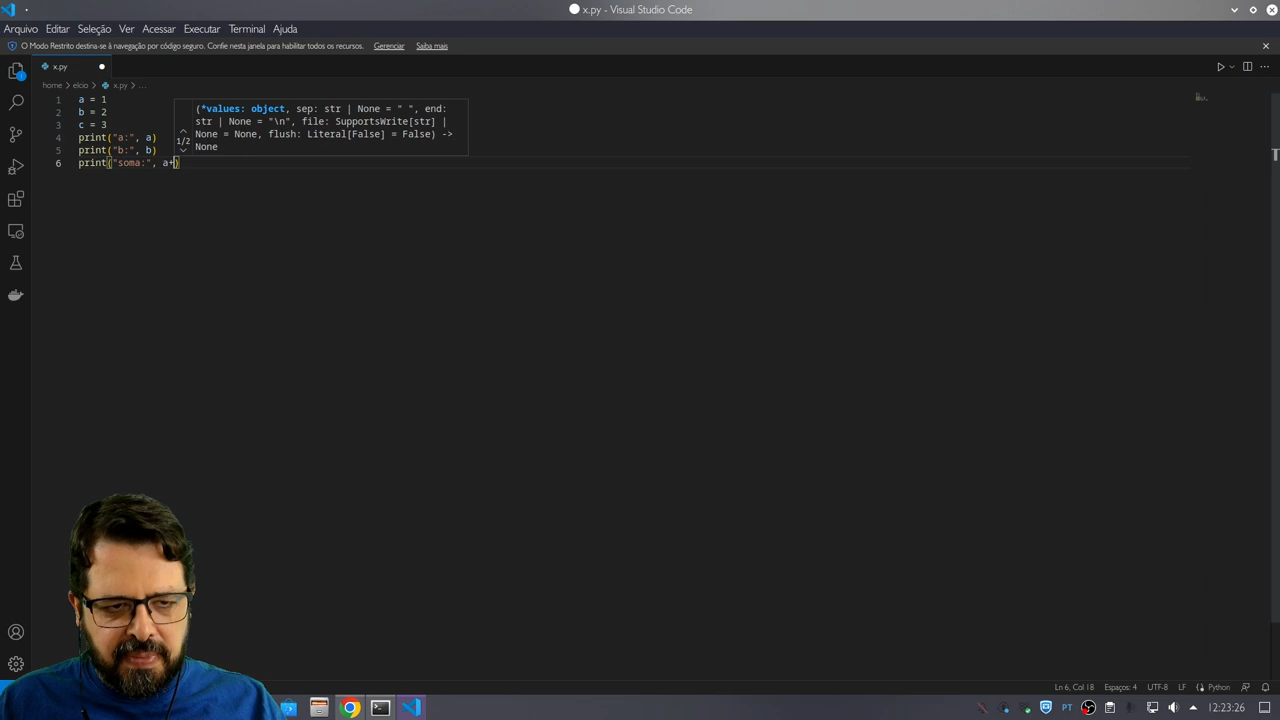 x.py - Visual Studio Code
Arquivo Editar Seleção Ver Acessar Executar Terminal Ajuda
O Modo Restrito destina-se à navegação por código seguro. Confie nesta janela para habilitar todos os recursos. Gerenciar Saiba mais
x.py
home > elcio > x.py > ...
1 a = 1
2 b = 2
3 c = 3
4 print("a:", a)
5 print("b:", b)
6 print("soma:", a+)
(*values: object, sep: str | None = " ", end:
str | None = "\n", file: SupportsWrite[str] |
None = None, flush: Literal[False] = False) ->
None
1/2
Ln 6, Col 18 Espaços: 4 UTF-8 LF Python
PT 12:23:26